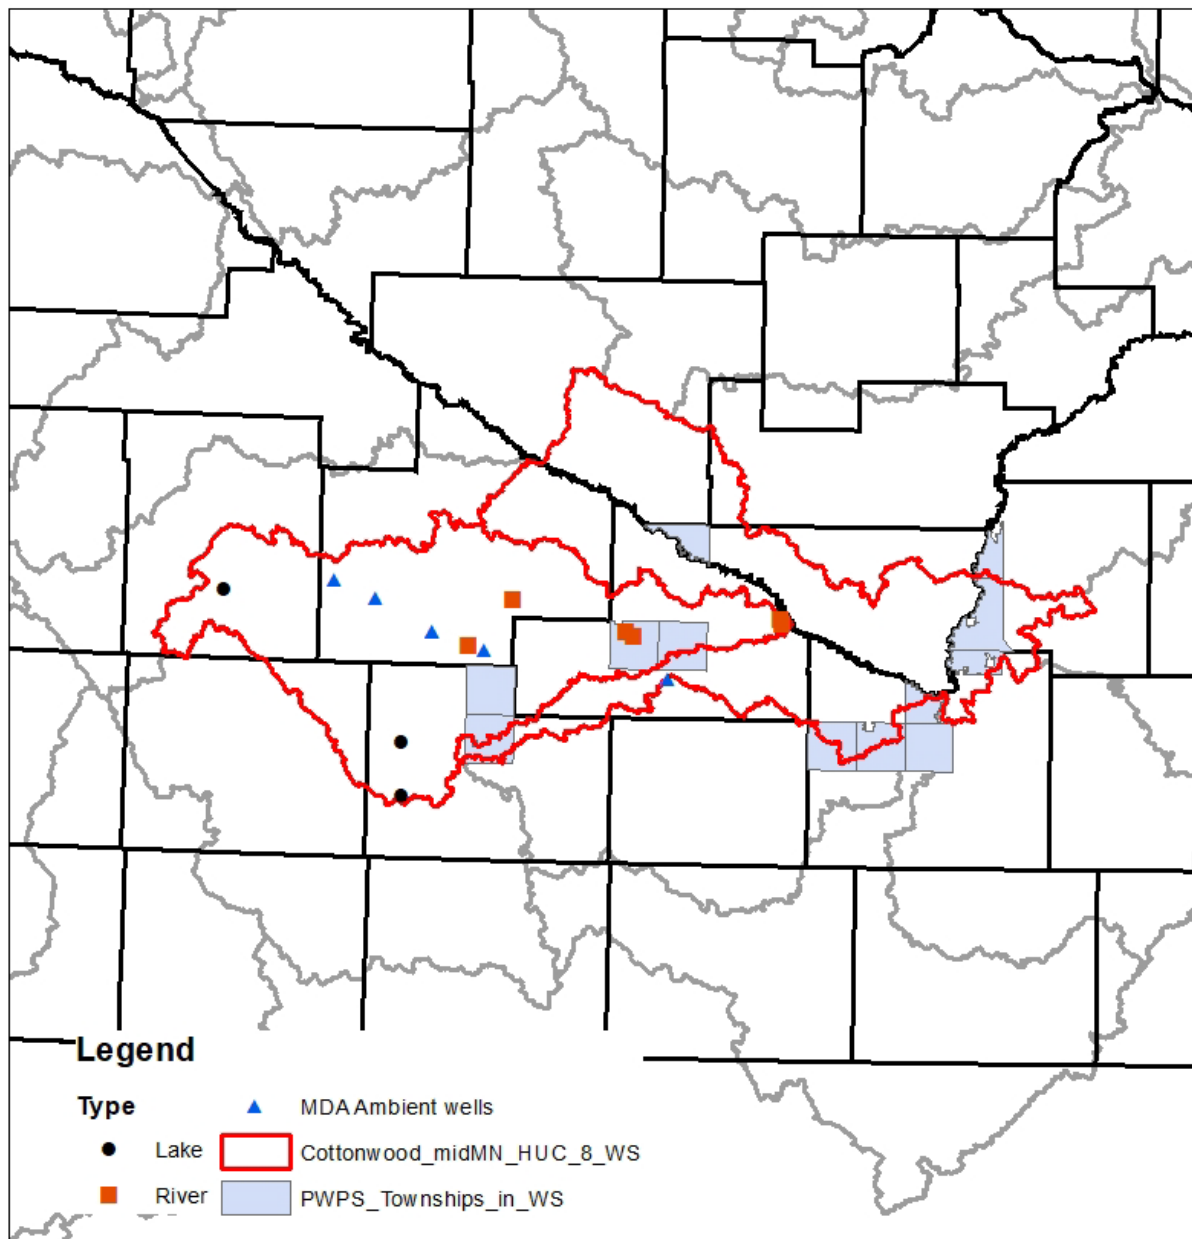 Legend
Type
MDA Ambient wells
Lake
Cottonwood_midMN_HUC_8_WS
River
PWPS_Townships_in_WS